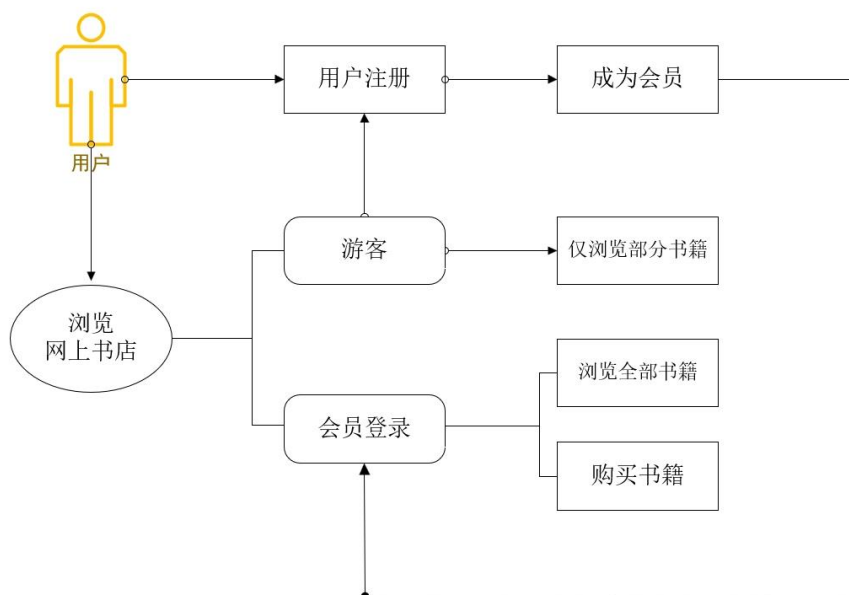 用户注册
成为会员
用户
游客
仅浏览部分书籍
浏览
网上书店
浏览全部书籍
会员登录
购买书籍